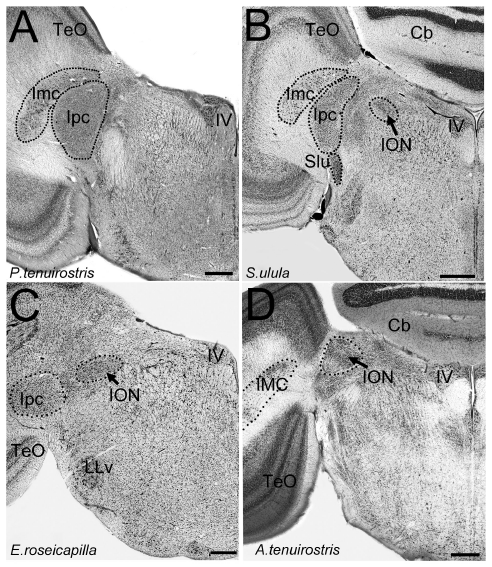 A
TeO
Imc
Ipc
IV
P.tenuirostris
B
Cb
TeO
Imc
Ipc
IV
ION
Slu
S.ulula
C
IV
Ipc
ION
TeO
LLv
E.roseicapilla
D
Cb
ION
IV
IMC
TeO
A.tenuirostris